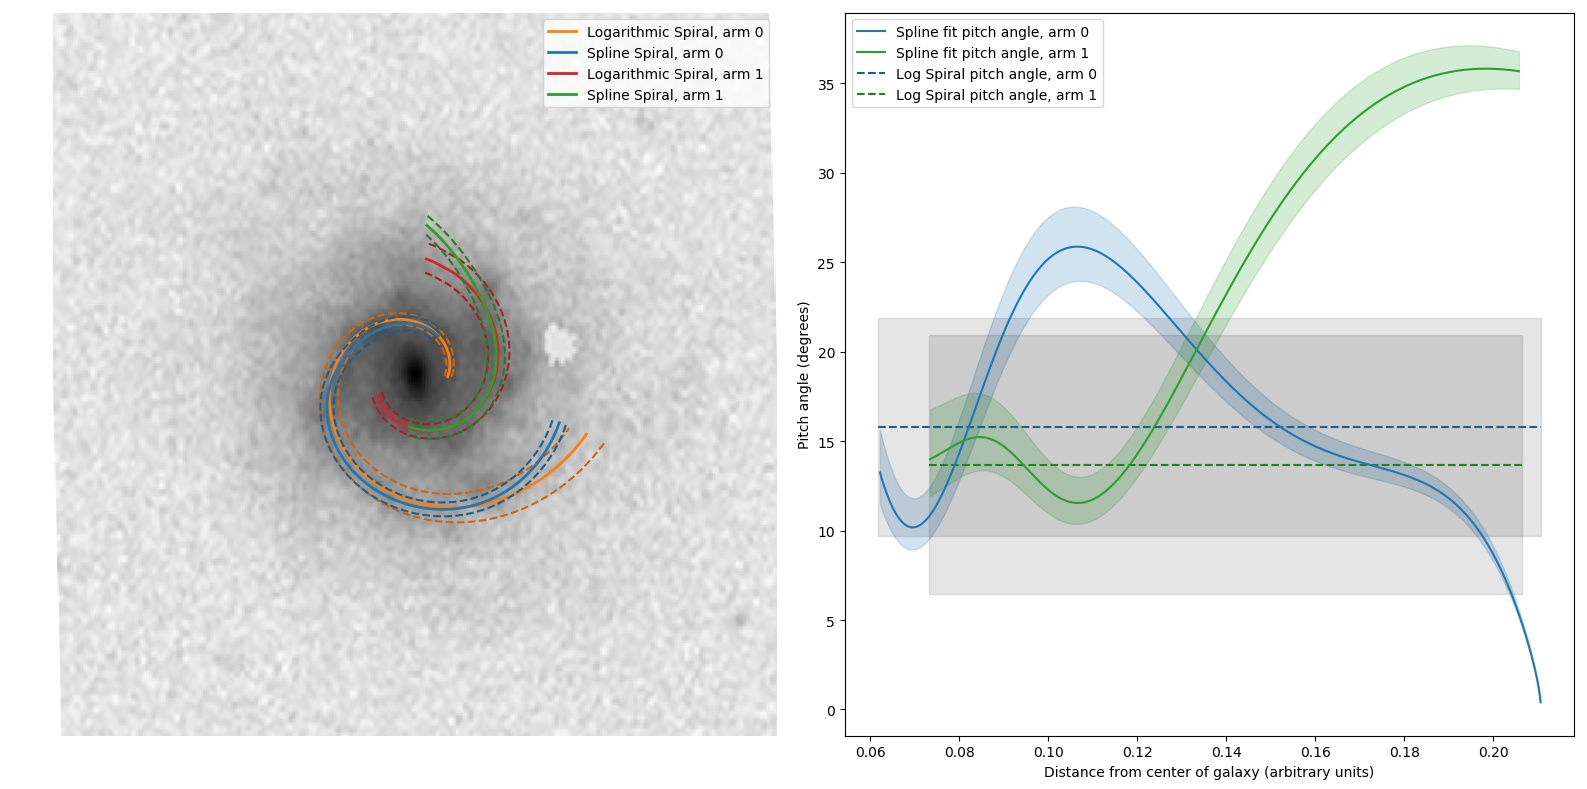 Logarithmic Spiral, arm 0
Spline Spiral, arm 0
Logarithmic Spiral, arm 1
Spline Spiral, arm 1
Spline fit pitch angle, arm 0
Spline fit pitch angle, arm 1
Log Spiral pitch angle, arm 0
Log Spiral pitch angle, arm 1
Pitch angle (degrees)
35
30
25
20
15
10
5
0
0.06 0.08 0.10 0.12 0.14 0.16 0.18 0.20
Distance from center of galaxy (arbitrary units)